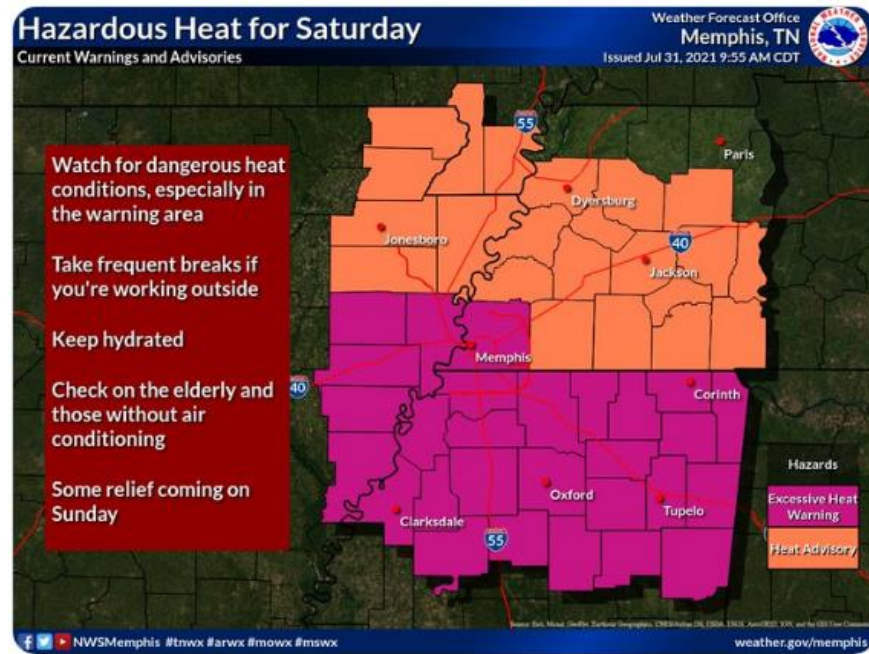 Hazardous Heat for Saturday
Current Warnings and Advisories
Weather Forecast Office
Memphis, TN
Issued Jul 31, 2021 9:55 AM CDT
Watch for dangerous heat
conditions, especially in
the warning area
Take frequent breaks if
you're working outside
Keep hydrated
Check on the elderly and
those without air
conditioning
Some relief coming on
Sunday
55
Paris
Dyersburg
Jonesboro
40
Jackson
Memphis
40
Corinth
Oxford
Clarksdale
Tupelo
55
Hazards
Excessive Heat
Warning
Heat Advisory
NWSMemphis #tnwx #arwx #mowx #mswx
weather.gov/memphis